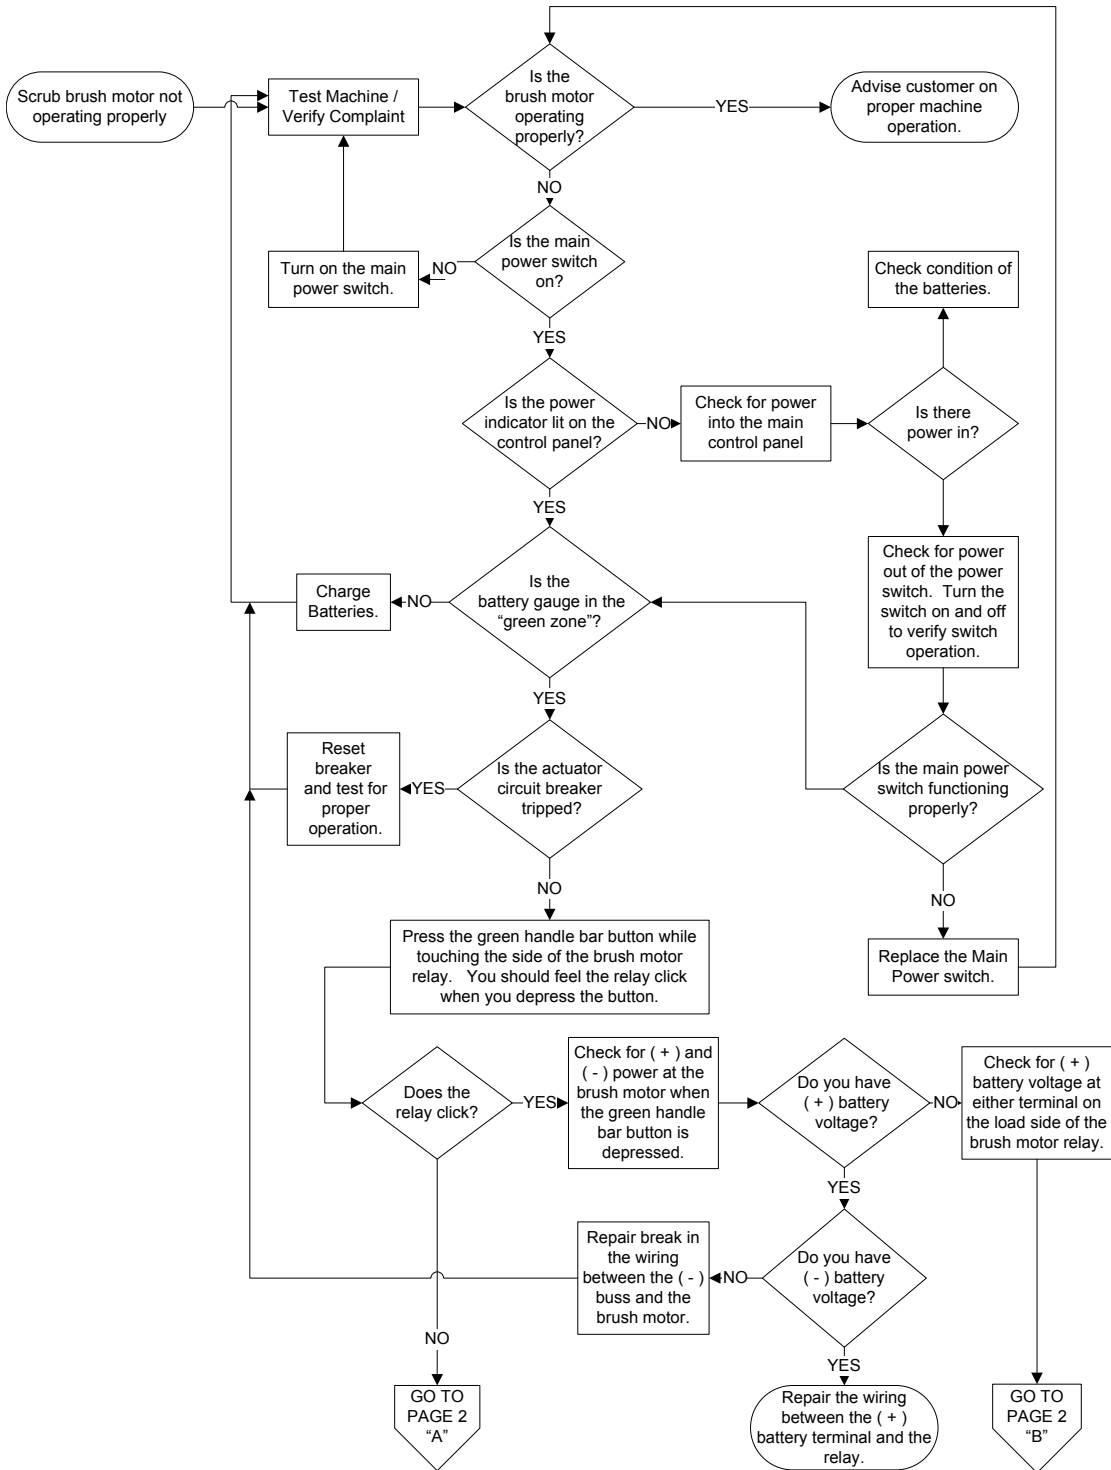 Scrub brush motor not
operating properly
Test Machine /
Verify Complaint
Is the
brush motor
operating
properly?
YES
Advise customer on
proper machine
operation.
NO
Is the main
power switch
on?
NO
Turn on the main
power switch.
YES
Check condition of
the batteries.
Is the power
indicator lit on the
control panel?
NO
Check for power
into the main
control panel
Is there
power in?
YES
Is the
battery gauge in the
“green zone”?
NO
Charge
Batteries.
Check for power
out of the power
switch. Turn the
switch on and off
to verify switch
operation.
YES
Is the actuator
circuit breaker
tripped?
YES
Reset
breaker
and test for
proper
operation.
Is the main power
switch functioning
properly?
NO
NO
Press the green handle bar button while
touching the side of the brush motor
relay. You should feel the relay click
when you depress the button.
Replace the Main
Power switch.
Does the
relay click?
YES
Check for ( + ) and
( - ) power at the
brush motor when
the green handle
bar button is
depressed.
Do you have
( + ) battery
voltage?
NO
Check for ( + )
battery voltage at
either terminal on
the load side of the
brush motor relay.
YES
Do you have
( - ) battery
voltage?
NO
Repair break in
the wiring
between the ( - )
buss and the
brush motor.
NO
YES
GO TO
PAGE 2
“A”
Repair the wiring
between the ( + )
battery terminal and the
relay.
GO TO
PAGE 2
“B”